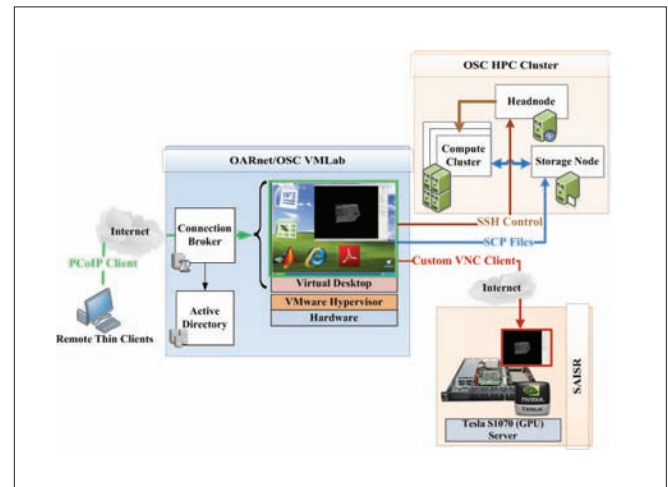 OSC HPC Cluster
Headnode
Compute
Cluster
Storage Node
OARnet/OSC VMLab
Internet
Connection
Broker
SSH Control
SCP Files
PCoIP Client
Custom VNC Client
Virtual Desktop
Internet
VMware Hypervisor
Active
Directory
Hardware
Remote Thin Clients
SAISR
NVIDIA
TESLA
Tesla S1070 (GPU)
Server